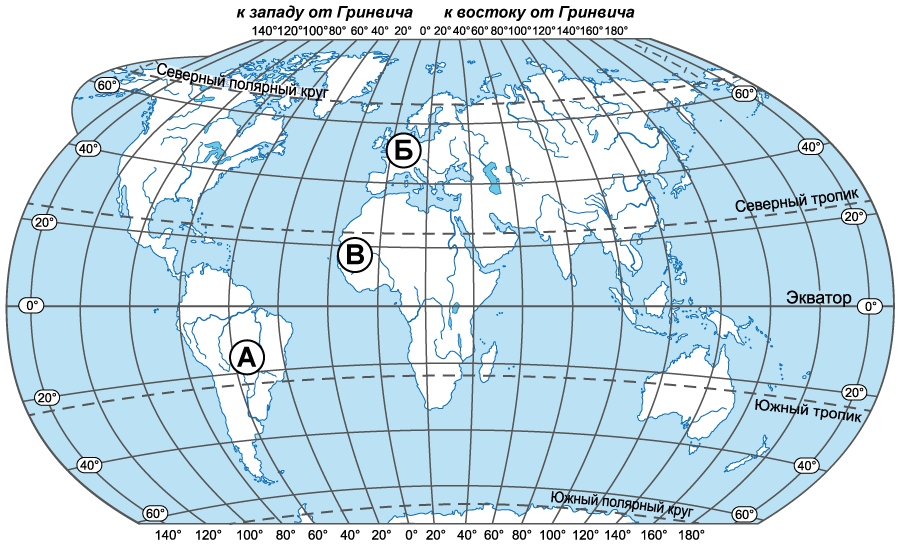 к западу от Гринвича к востоку от Гринвича
140° 120° 100° 80° 60° 40° 20° 0° 20° 40° 60° 80° 100° 120° 140° 160° 180°
Северный полярный круг
60° 60°
Б
40° 40°
Северный тропик
20° 20°
В
Экватор
0° 0°
А
20° 20°
Южный тропик
40° 40°
Южный полярный круг
60° 60°
140° 120° 100° 80° 60° 40° 20° 0° 20° 40° 60° 80° 100° 120° 140° 160° 180°